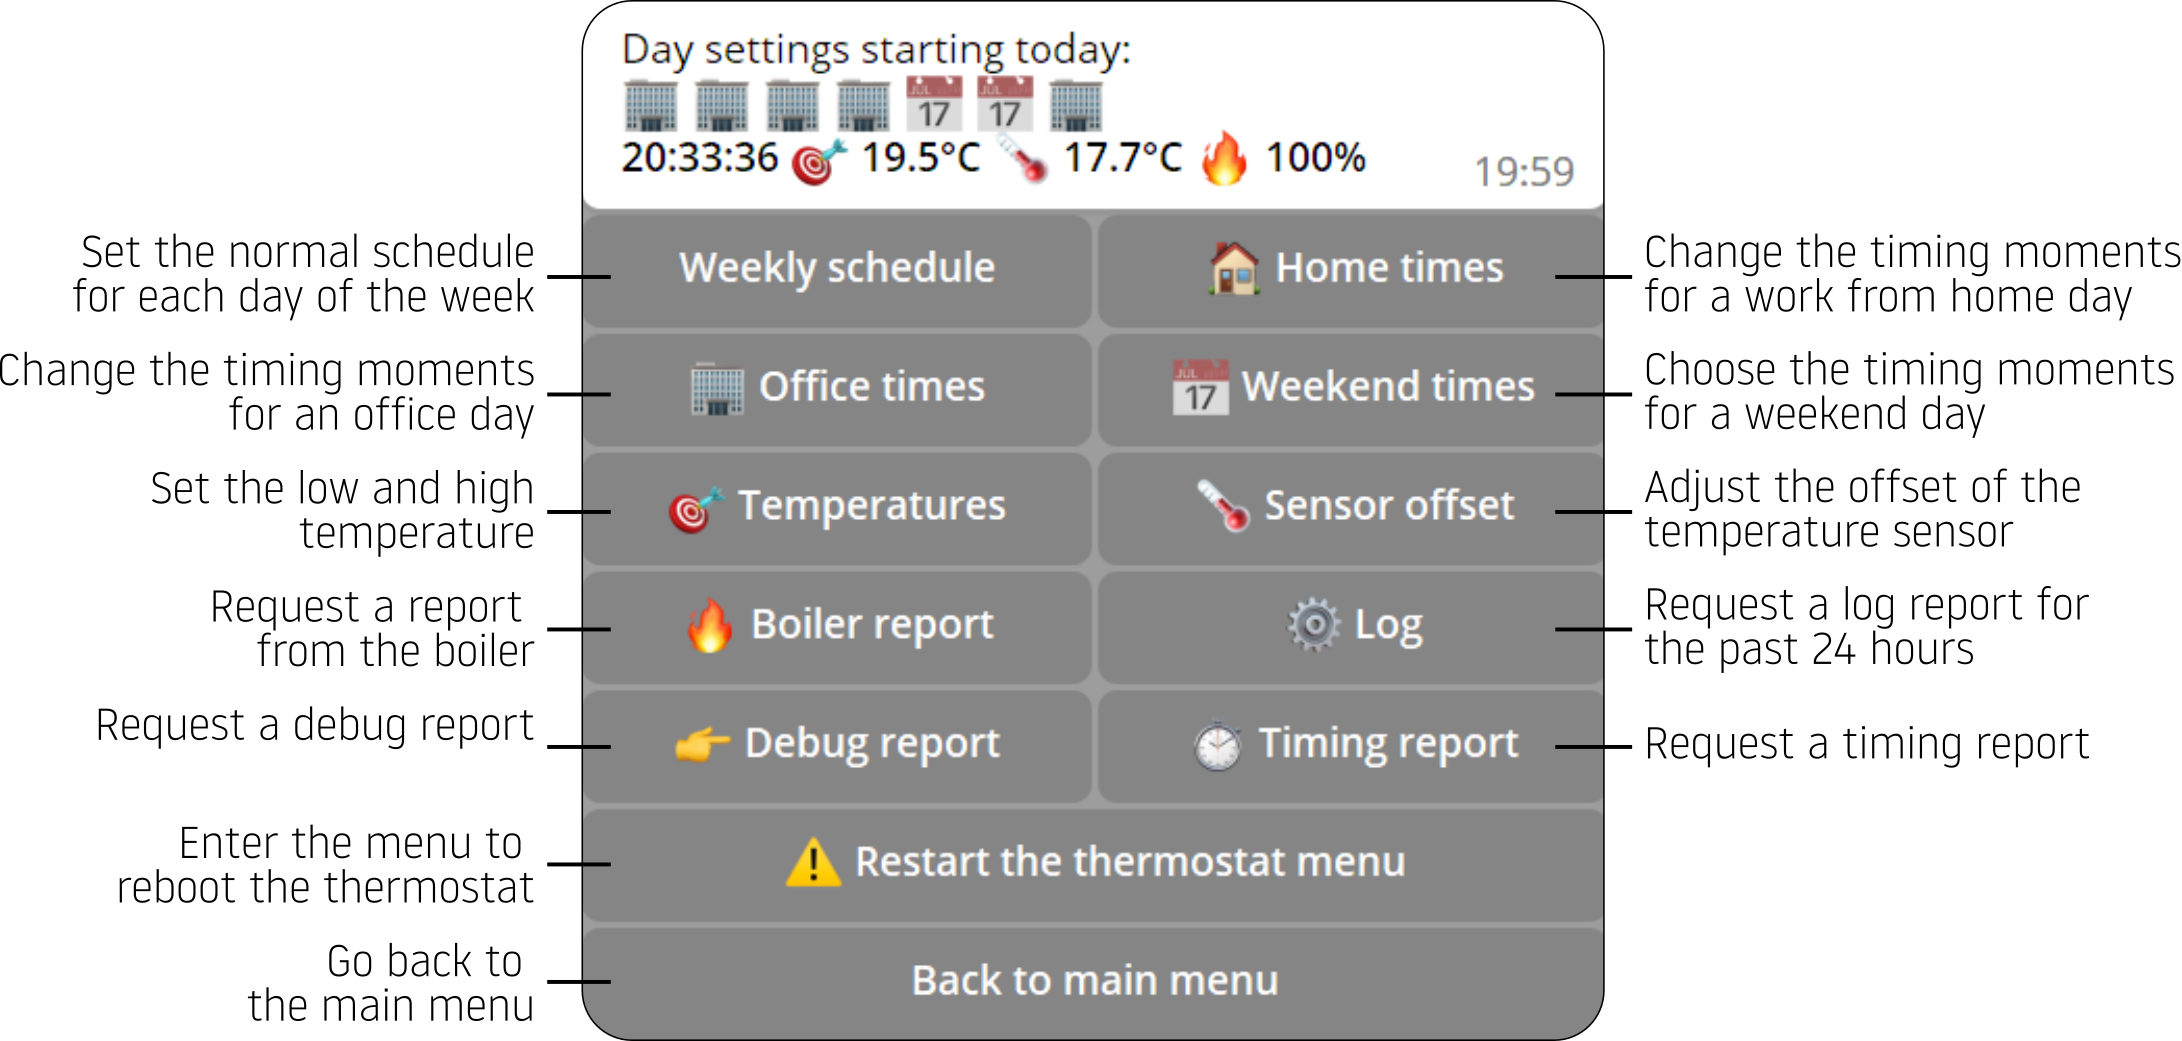 Day settings starting today:
JUL 17 JUL 17
20:33:36 19.5°C 17.7°C 100%
19:59
Set the normal schedule
for each day of the week
Weekly schedule
Home times
Change the timing moments
for a work from home day
Change the timing moments
for an office day
Office times
JUL 17 Weekend times
Choose the timing moments
for a weekend day
Set the low and high
temperature
Temperatures
Sensor offset
Adjust the offset of the
temperature sensor
Request a report
from the boiler
Boiler report
Log
Request a log report for
the past 24 hours
Request a debug report
Debug report
Timing report
Request a timing report
Enter the menu to
reboot the thermostat
Restart the thermostat menu
Go back to
the main menu
Back to main menu